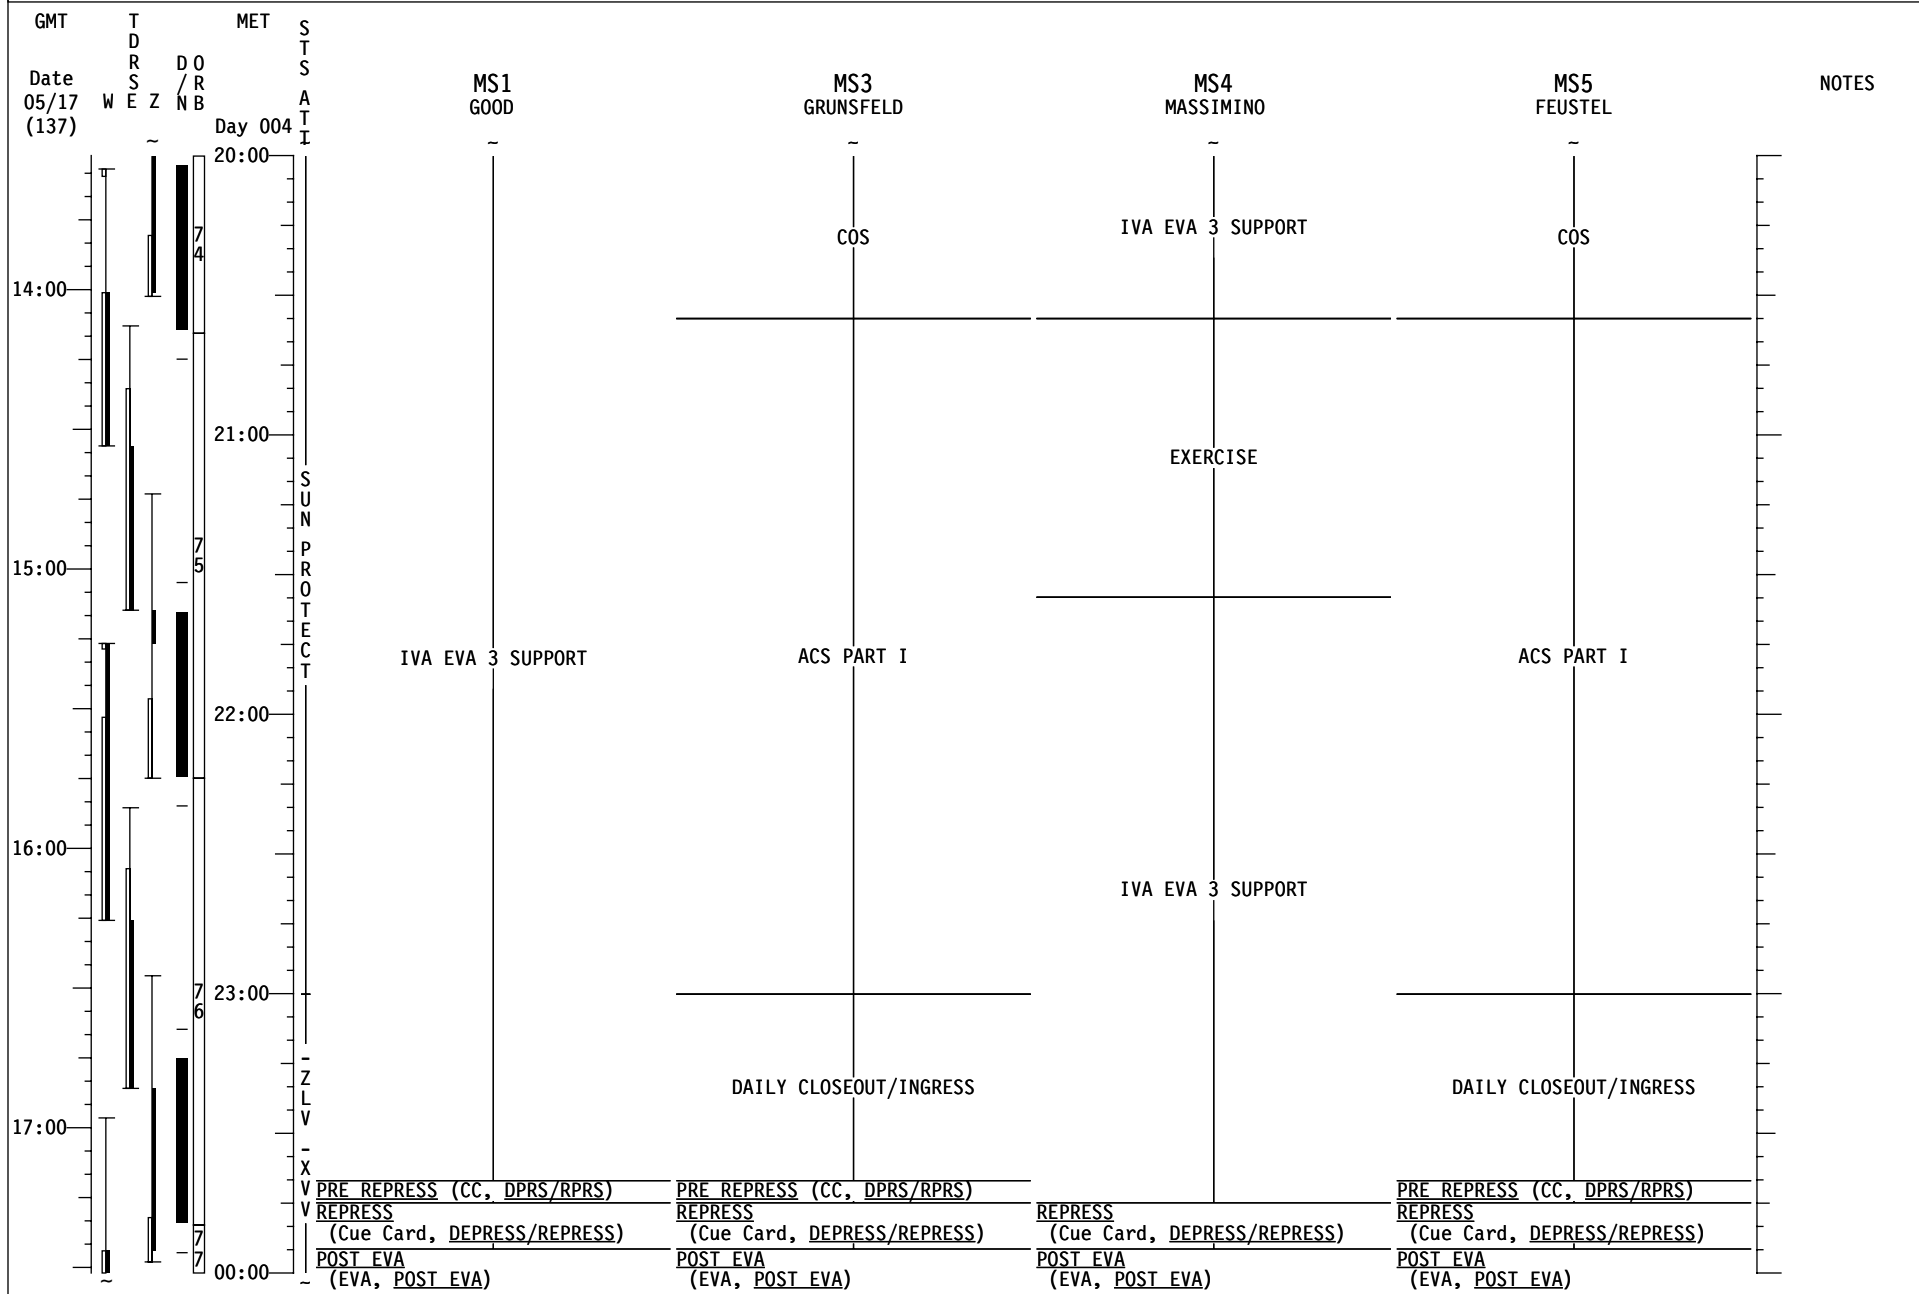 GMT
TDRSE
MET
STS ATT
Date
05/17
(137)
W E Z
D/N
ORB
Day 004
MS1
GOOD
MS3
GRUNSFELD
MS4
MASSIMINO
MS5
FEUSTEL
NOTES
~ ~ ~ ~ ~ ~
20:00
IVA EVA 3 SUPPORT
74
COS
COS
14:00
21:00
EXERCISE
SUN PROTECT
75
15:00
IVA EVA 3 SUPPORT
ACS PART I
ACS PART I
22:00
16:00
IVA EVA 3 SUPPORT
76
23:00
-ZLV -XVV
DAILY CLOSEOUT/INGRESS
DAILY CLOSEOUT/INGRESS
17:00
PRE REPRESS (CC, DPRS/RPRS)
PRE REPRESS (CC, DPRS/RPRS)
PRE REPRESS (CC, DPRS/RPRS)
REPRESS
REPRESS
REPRESS
REPRESS
(Cue Card, DEPRESS/REPRESS)
(Cue Card, DEPRESS/REPRESS)
(Cue Card, DEPRESS/REPRESS)
(Cue Card, DEPRESS/REPRESS)
77
POST EVA
POST EVA
POST EVA
POST EVA
00:00
(EVA, POST EVA)
(EVA, POST EVA)
(EVA, POST EVA)
(EVA, POST EVA)
~ ~